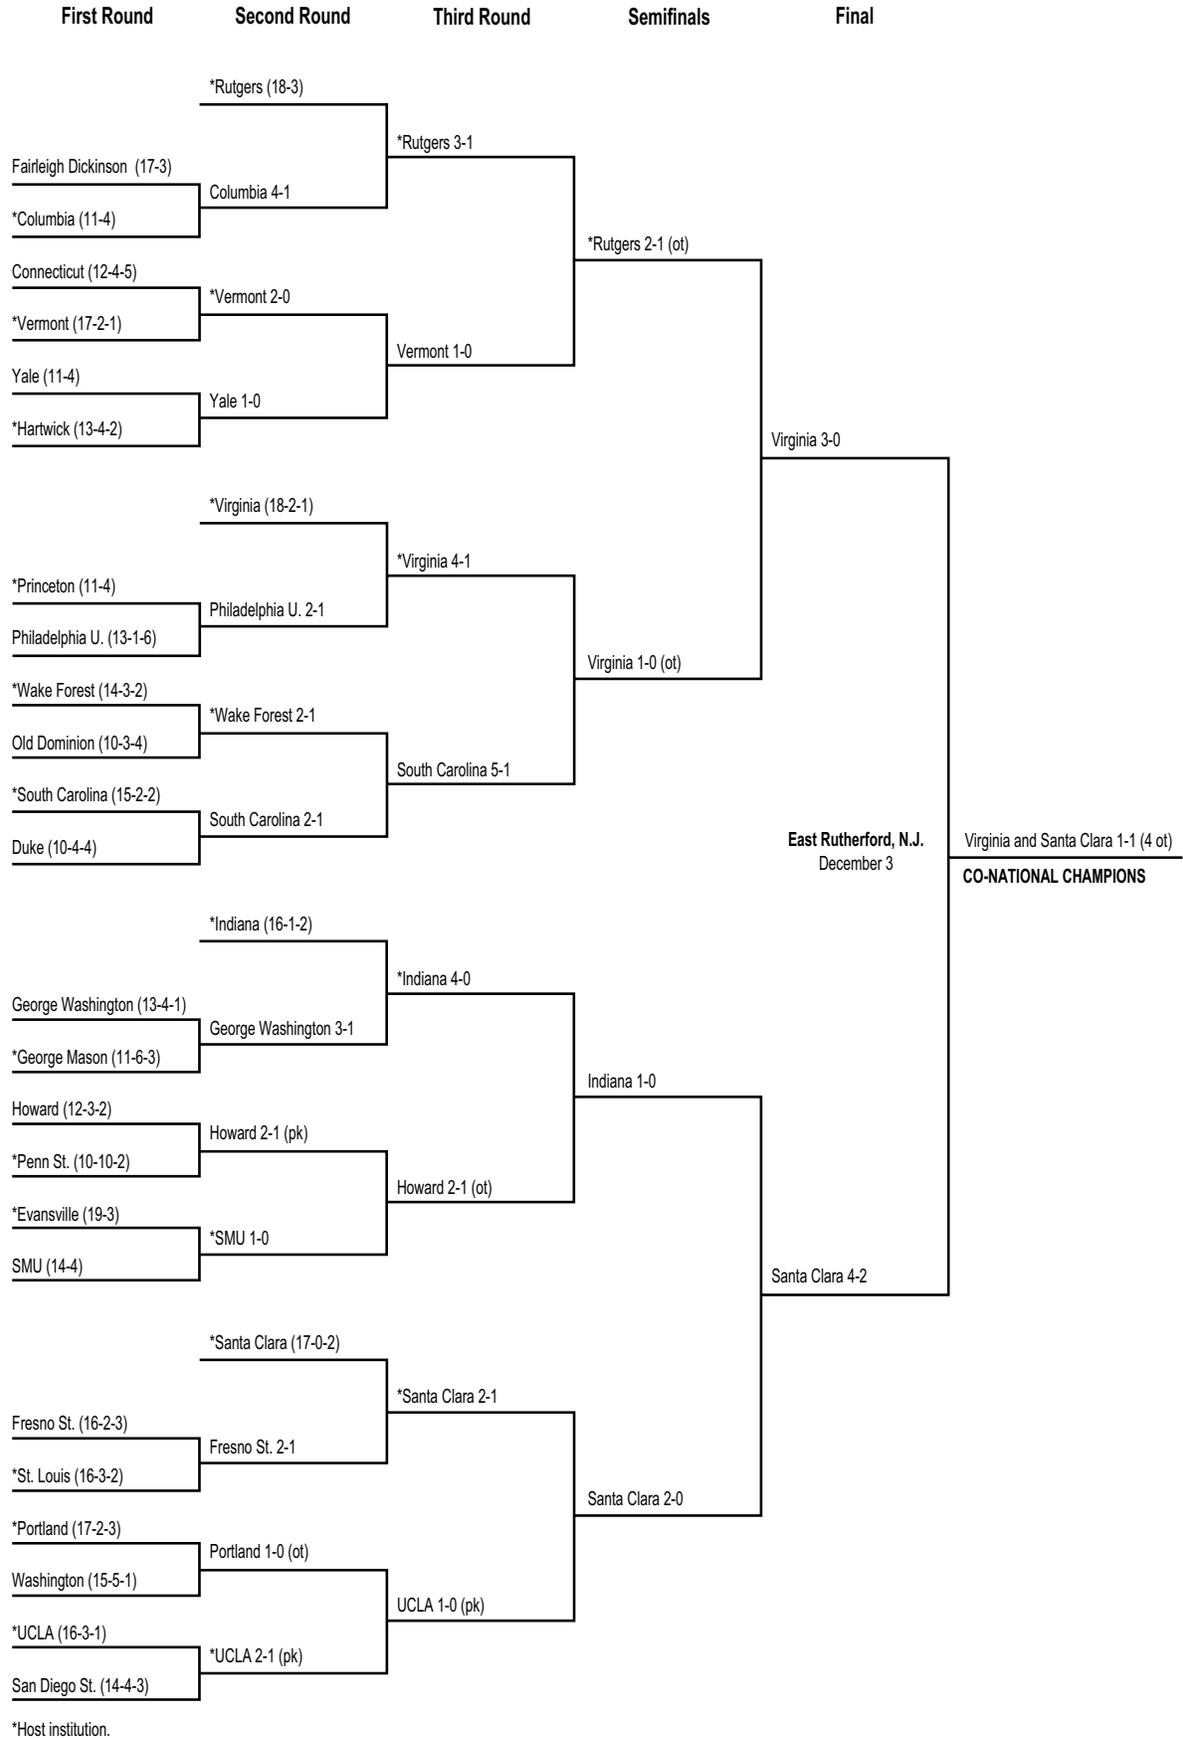 First Round Second Round Third Round Semifinals Final
*Rutgers (18-3)
*Rutgers 3-1
Fairleigh Dickinson (17-3)
Columbia 4-1
*Columbia (11-4)
*Rutgers 2-1 (ot)
Connecticut (12-4-5)
*Vermont 2-0
*Vermont (17-2-1)
Vermont 1-0
Yale (11-4)
Yale 1-0
*Hartwick (13-4-2)
Virginia 3-0
*Virginia (18-2-1)
*Virginia 4-1
*Princeton (11-4)
Philadelphia U. 2-1
Philadelphia U. (13-1-6)
Virginia 1-0 (ot)
*Wake Forest (14-3-2)
*Wake Forest 2-1
Old Dominion (10-3-4)
South Carolina 5-1
*South Carolina (15-2-2)
South Carolina 2-1
Duke (10-4-4)
East Rutherford, N.J.
December 3
Virginia and Santa Clara 1-1 (4 ot)
CO-NATIONAL CHAMPIONS
*Indiana (16-1-2)
*Indiana 4-0
George Washington (13-4-1)
George Washington 3-1
*George Mason (11-6-3)
Indiana 1-0
Howard (12-3-2)
Howard 2-1 (pk)
*Penn St. (10-10-2)
Howard 2-1 (ot)
*Evansville (19-3)
*SMU 1-0
SMU (14-4)
Santa Clara 4-2
*Santa Clara (17-0-2)
*Santa Clara 2-1
Fresno St. (16-2-3)
Fresno St. 2-1
*St. Louis (16-3-2)
Santa Clara 2-0
*Portland (17-2-3)
Portland 1-0 (ot)
Washington (15-5-1)
UCLA 1-0 (pk)
*UCLA (16-3-1)
*UCLA 2-1 (pk)
San Diego St. (14-4-3)
*Host institution.